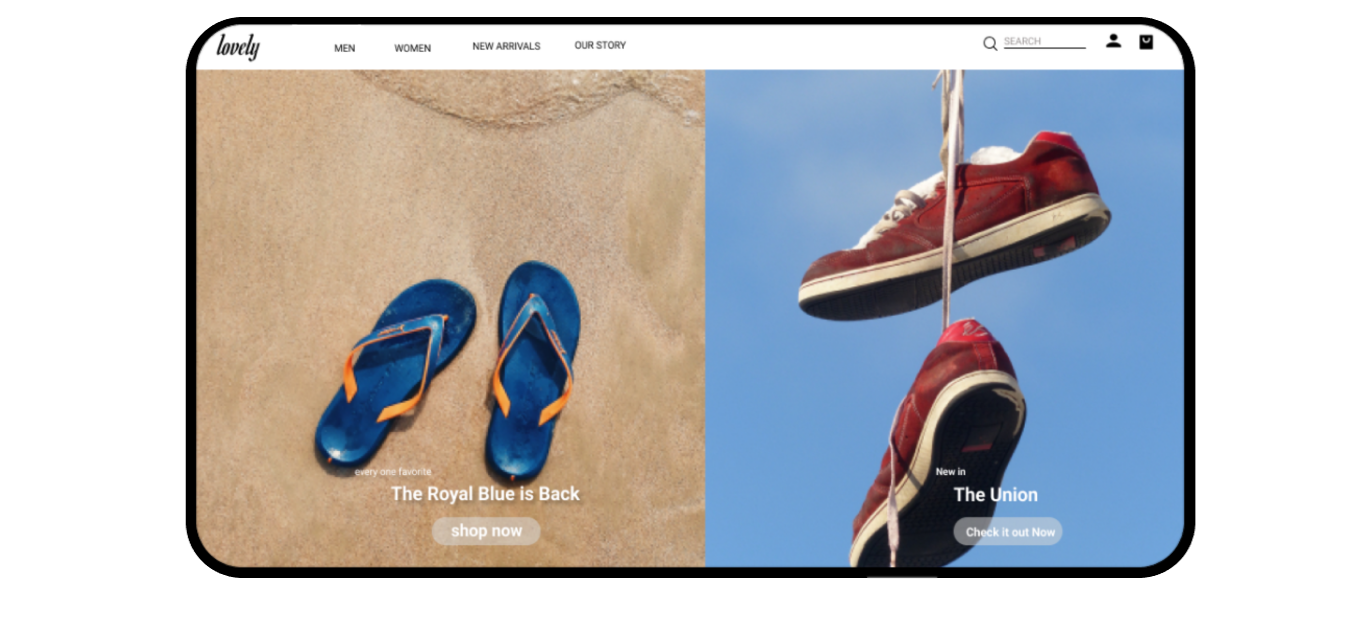 lovely
MEN
WOMEN
NEW ARRIVALS
OUR STORY
SEARCH
every one favorite
The Royal Blue is Back
shop now
New in
The Union
Check it out Now